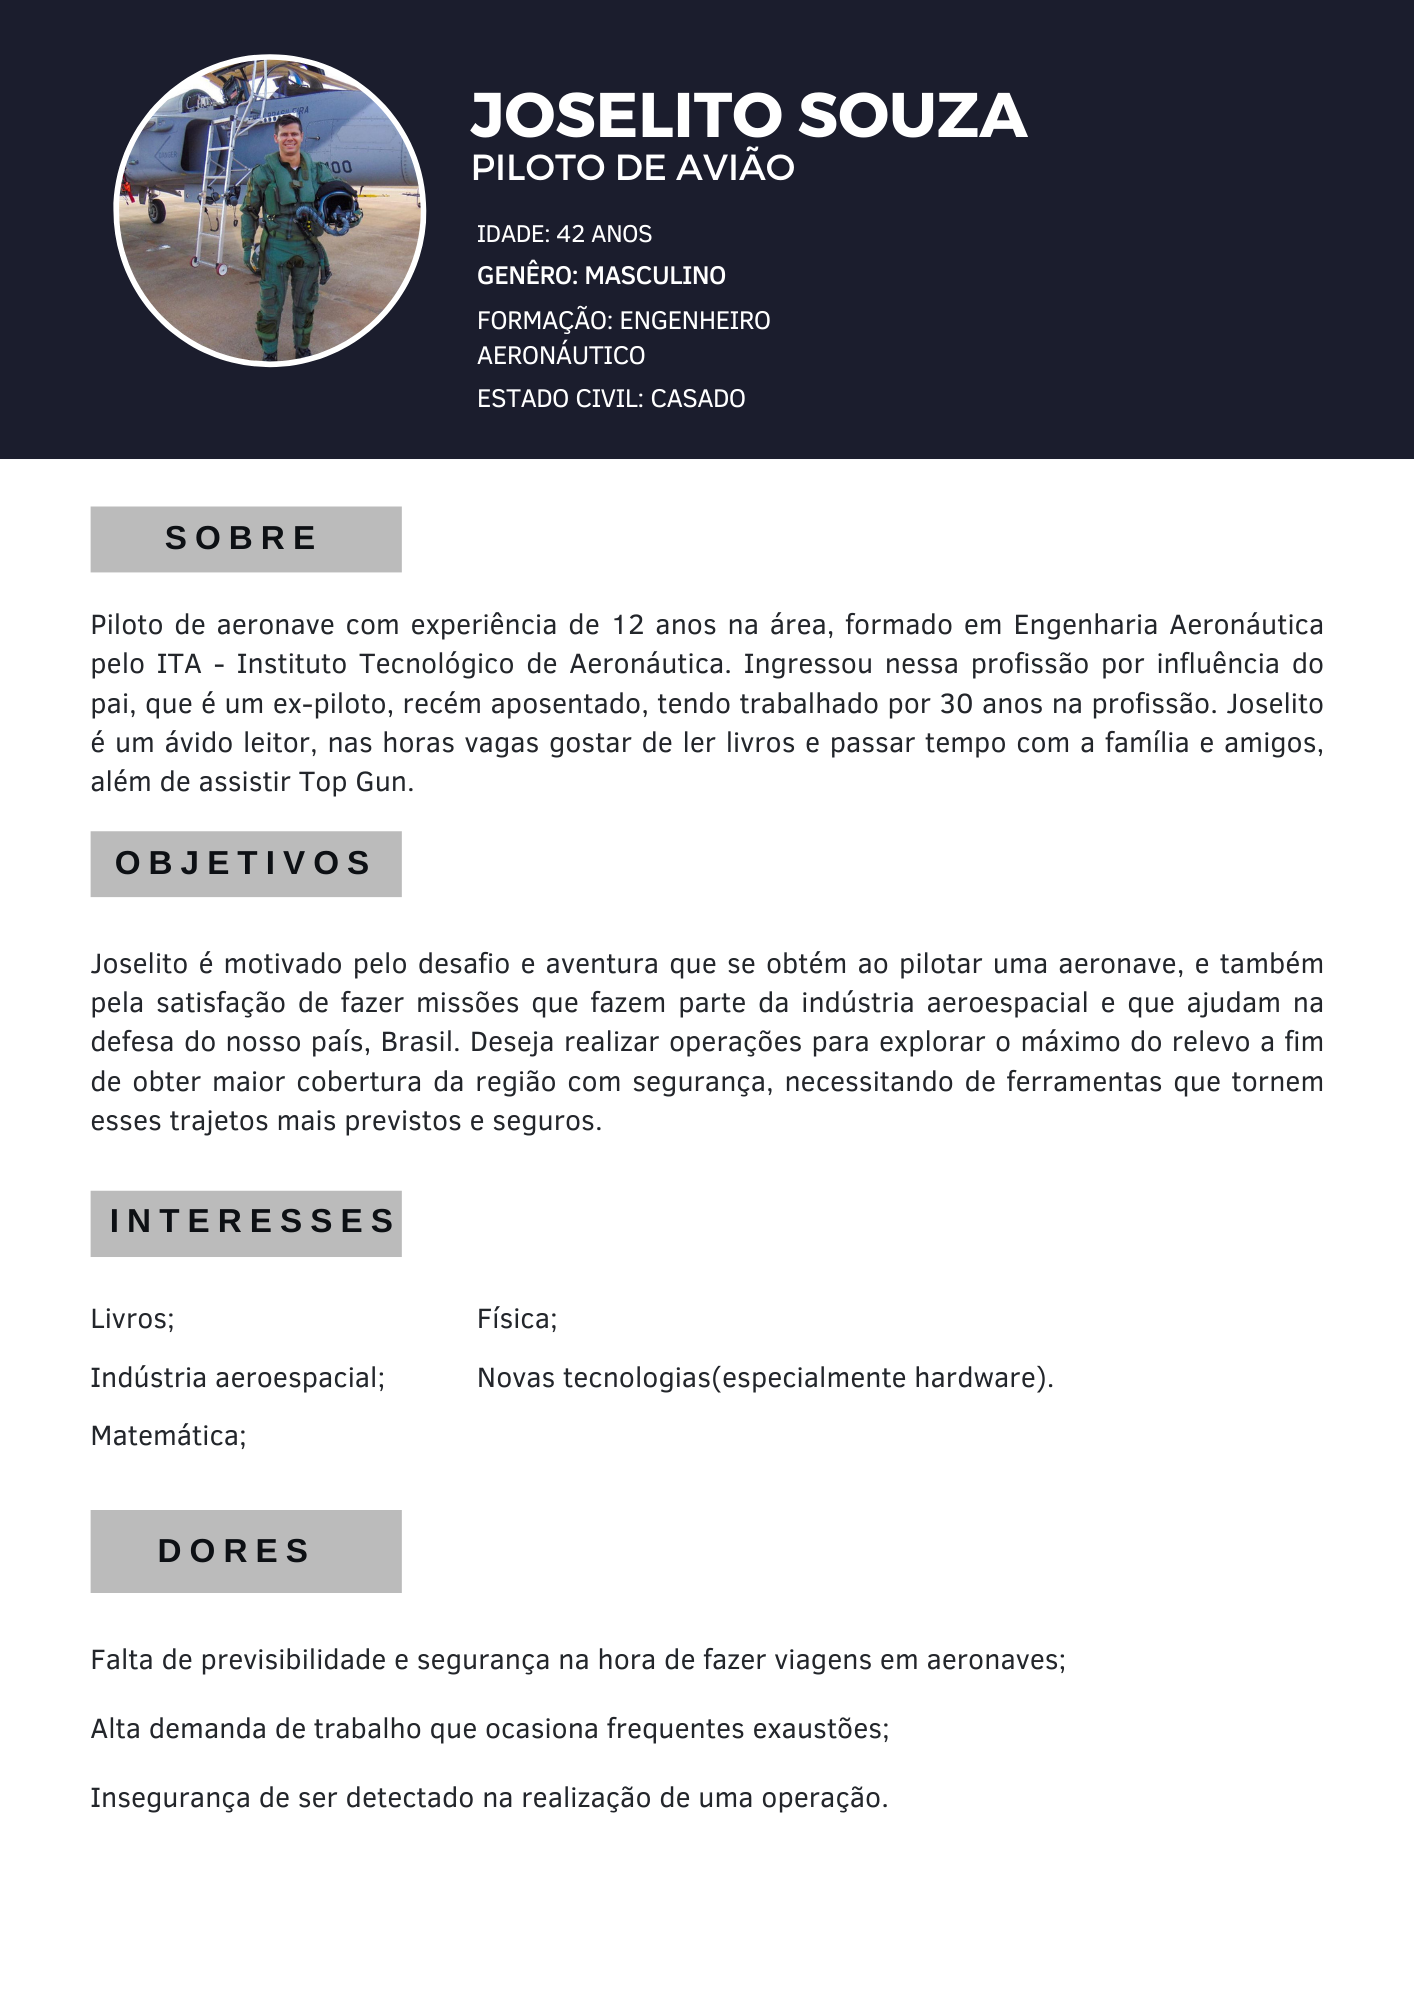 JOSELITO SOUZA
PILOTO DE AVIÃO
IDADE: 42 ANOS
GENÊRO: MASCULINO
FORMAÇÃO: ENGENHEIRO
AERONÁUTICO
ESTADO CIVIL: CASADO
SOBRE
Piloto de aeronave com experiência de 12 anos na área, formado em Engenharia Aeronáutica
pelo ITA - Instituto Tecnológico de Aeronáutica. Ingressou nessa profissão por influência do
pai, que é um ex-piloto, recém aposentado, tendo trabalhado por 30 anos na profissão. Joselito
é um ávido leitor, nas horas vagas gostar de ler livros e passar tempo com a família e amigos,
além de assistir Top Gun.
OBJETIVOS
Joselito é motivado pelo desafio e aventura que se obtém ao pilotar uma aeronave, e também
pela satisfação de fazer missões que fazem parte da indústria aeroespacial e que ajudam na
defesa do nosso país, Brasil. Deseja realizar operações para explorar o máximo do relevo a fim
de obter maior cobertura da região com segurança, necessitando de ferramentas que tornem
esses trajetos mais previstos e seguros.
INTERESSES
Livros;
Indústria aeroespacial;
Matemática;
Física;
Novas tecnologias(especialmente hardware).
DORES
Falta de previsibilidade e segurança na hora de fazer viagens em aeronaves;
Alta demanda de trabalho que ocasiona frequentes exaustões;
Insegurança de ser detectado na realização de uma operação.